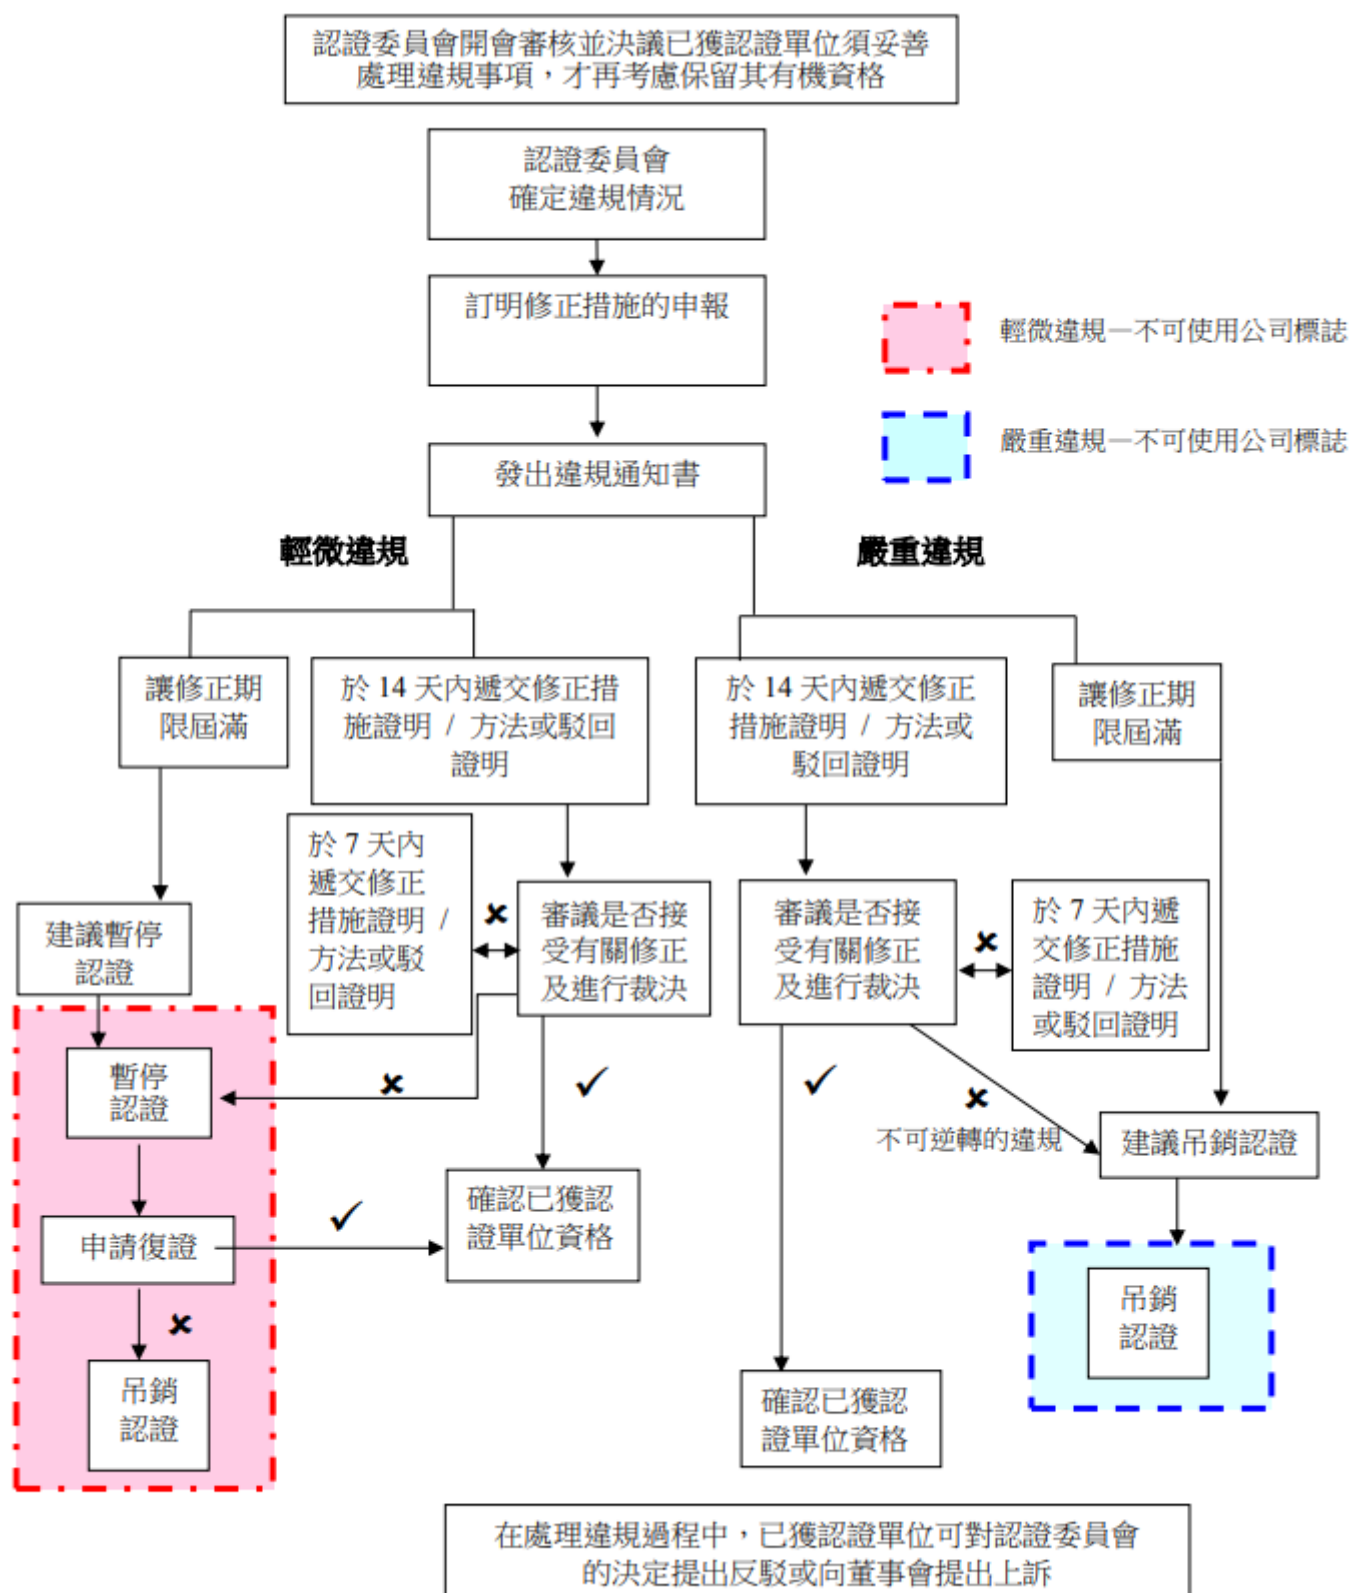 認證委員會開會審核並決議已獲認證單位須妥善
處理違規事項，才再考慮保留其有機資格
認證委員會
確定違規情況
訂明修正措施的申報
輕微違規－不可使用公司標誌
嚴重違規－不可使用公司標誌
發出違規通知書
輕微違規
嚴重違規
讓修正期
限屆滿
於 14 天內遞交修正措
施證明 / 方法或駁回
證明
於 14 天內遞交修正
措施證明 / 方法或
駁回證明
讓修正期
限屆滿
於 7 天內
遞交修正
措施證明 /
方法或駁
回證明
審議是否接
受有關修正
及進行裁決
審議是否接
受有關修正
及進行裁決
於 7 天內遞
交修正措施
證明 / 方法
或駁回證明
建議暫停
認證
暫停
認證
不可逆轉的違規
建議吊銷認證
申請復證
確認已獲認
證單位資格
吊銷
認證
吊銷
認證
確認已獲認
證單位資格
在處理違規過程中，已獲認證單位可對認證委員會
的決定提出反駁或向董事會提出上訴